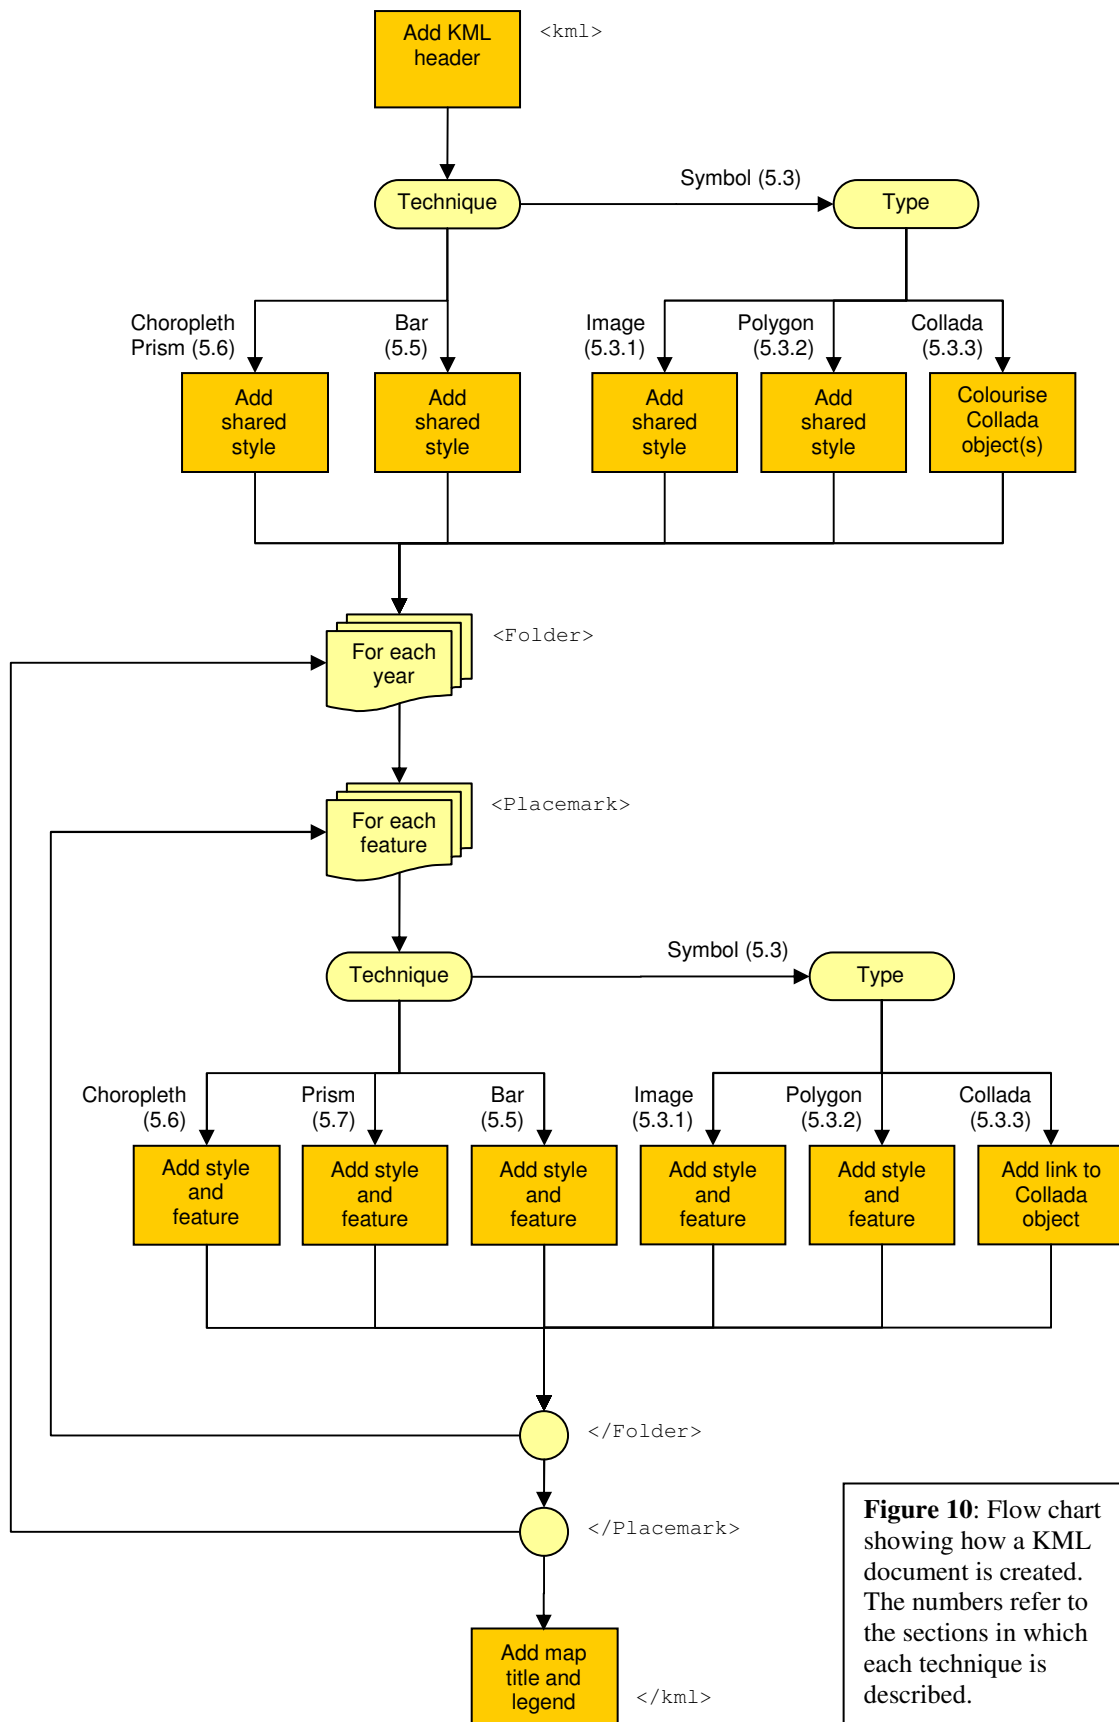 Add KML
header
<kml>
Technique
Symbol (5.3)
Type
Choropleth
Prism (5.6)
Bar
(5.5)
Image
(5.3.1)
Polygon
(5.3.2)
Collada
(5.3.3)
Add
shared
style
Add
shared
style
Add
shared
style
Add
shared
style
Colourise
Collada
object(s)
For each
year
<Folder>
For each
feature
<Placemark>
Technique
Symbol (5.3)
Type
Choropleth
(5.6)
Prism
(5.7)
Bar
(5.5)
Image
(5.3.1)
Polygon
(5.3.2)
Collada
(5.3.3)
Add style
and
feature
Add style
and
feature
Add style
and
feature
Add style
and
feature
Add style
and
feature
Add link to
Collada
object
</Folder>
</Placemark>
Add map
title and
legend
</kml>
Figure 10: Flow chart
showing how a KML
document is created.
The numbers refer to
the sections in which
each technique is
described.